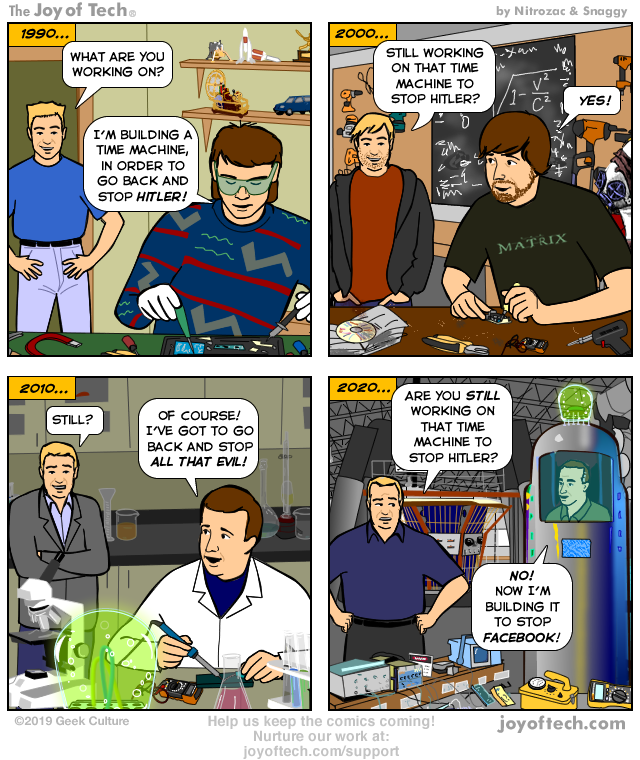 The Joy of Tech®
by Nitrozac & Snaggy
1990...
WHAT ARE YOU
WORKING ON?
I'M BUILDING A
TIME MACHINE,
IN ORDER TO
GO BACK AND
STOP HITLER!
2000...
STILL WORKING
ON THAT TIME
MACHINE TO
STOP HITLER?
YES!
1-V²
C²
MATRIX
2010...
STILL?
OF COURSE!
I'VE GOT TO GO
BACK AND STOP
ALL THAT EVIL!
2020...
ARE YOU STILL
WORKING ON
THAT TIME
MACHINE TO
STOP HITLER?
NO!
NOW I'M
BUILDING IT
TO STOP
FACEBOOK!
©2019 Geek Culture
Help us keep the comics coming!
Nurture our work at:
joyoftech.com/support
joyoftech.com